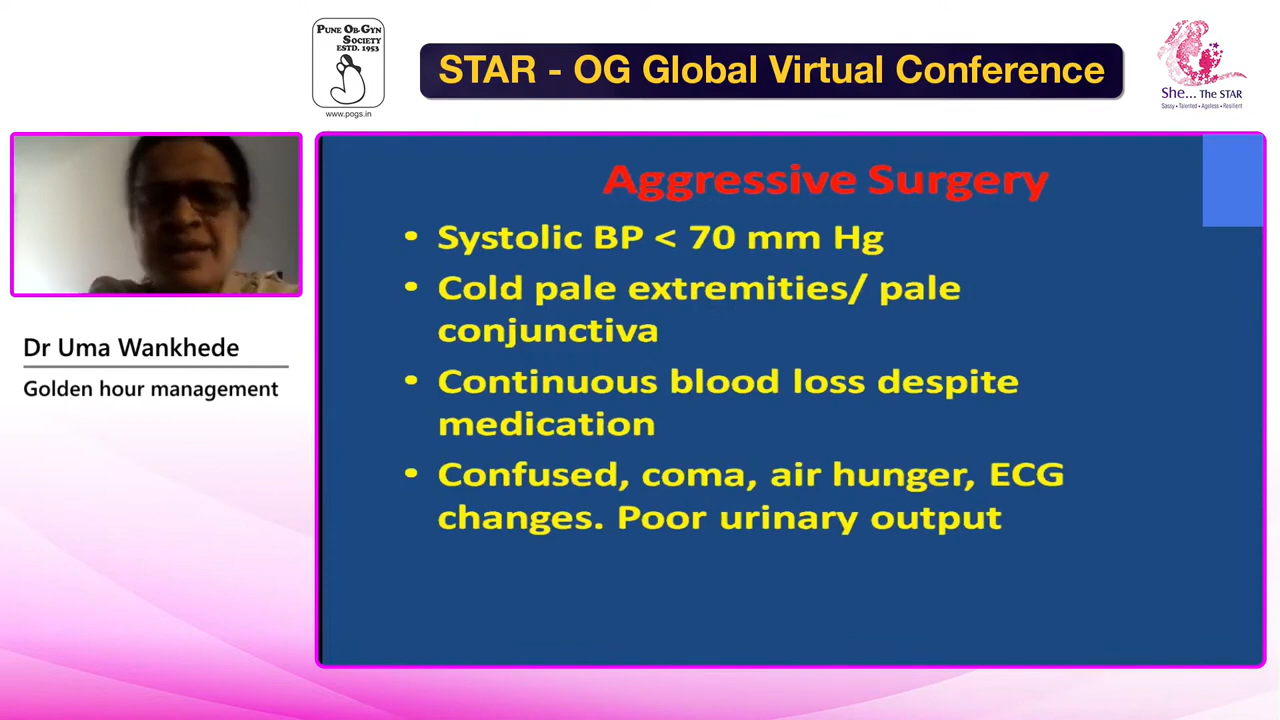 PUNE OB-GYN
SOCIETY
ESTD. 1953
www.pogs.in
STAR - OG Global Virtual Conference
She... The STAR
Sassy • Talented • Ageless • Resilient
Dr Uma Wankhede
Golden hour management
Aggressive Surgery
• Systolic BP < 70 mm Hg
• Cold pale extremities/ pale
conjunctiva
• Continuous blood loss despite
medication
• Confused, coma, air hunger, ECG
changes. Poor urinary output